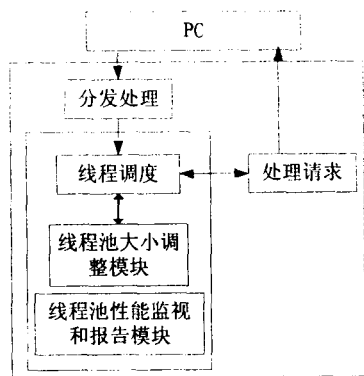 PC
分发处理
线程调度
处理请求
线程池大小调
整模块
线程池性能监视
和报告模块